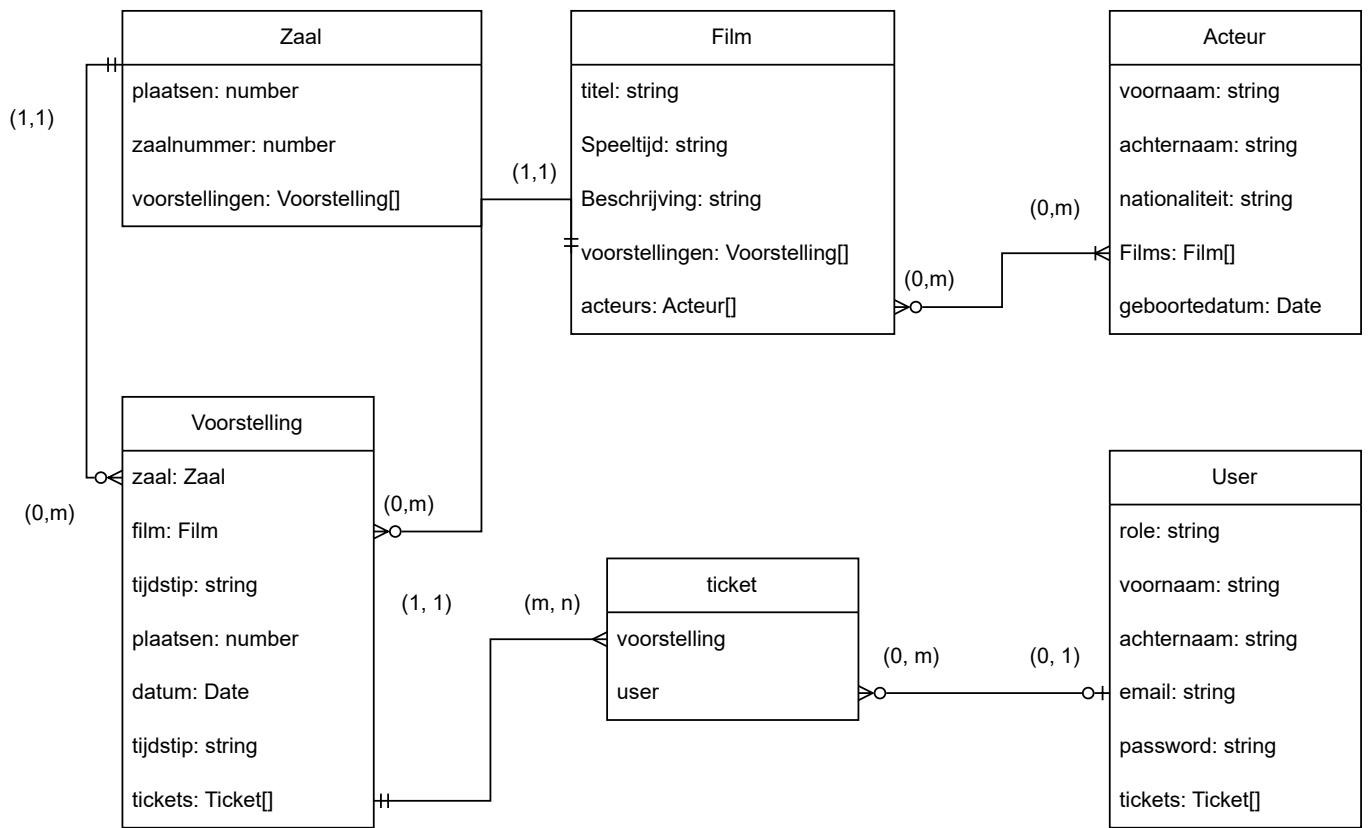 Zaal
plaatsen: number
zaalnummer: number
voorstellingen: Voorstelling[]
(1,1)
Film
titel: string
Speeltijd: string
Beschrijving: string
voorstellingen: Voorstelling[]
acteurs: Acteur[]
(1,1)
Acteur
voornaam: string
achternaam: string
nationaliteit: string
Films: Film[]
geboortedatum: Date
(0,m)
(0,m)
Voorstelling
zaal: Zaal
film: Film
tijdstip: string
plaatsen: number
datum: Date
tijdstip: string
tickets: Ticket[]
(0,m)
(0,m)
(1, 1)
(m, n)
ticket
voorstelling
user
(0, m)
(0, 1)
User
role: string
voornaam: string
achternaam: string
email: string
password: string
tickets: Ticket[]